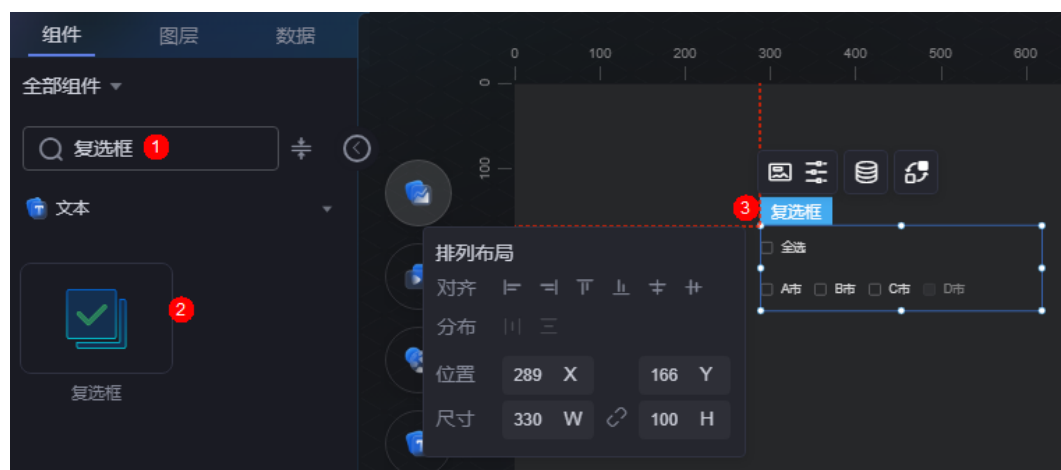 组件 图层 数据
全部组件
复选框 1
文本
2
复选框
0 100 200 300 400 500 600
0
100
3 复选框
全选
A市 B市 C市 D市
排列布局
对齐
分布
位置 289 X 166 Y
尺寸 330 W 100 H